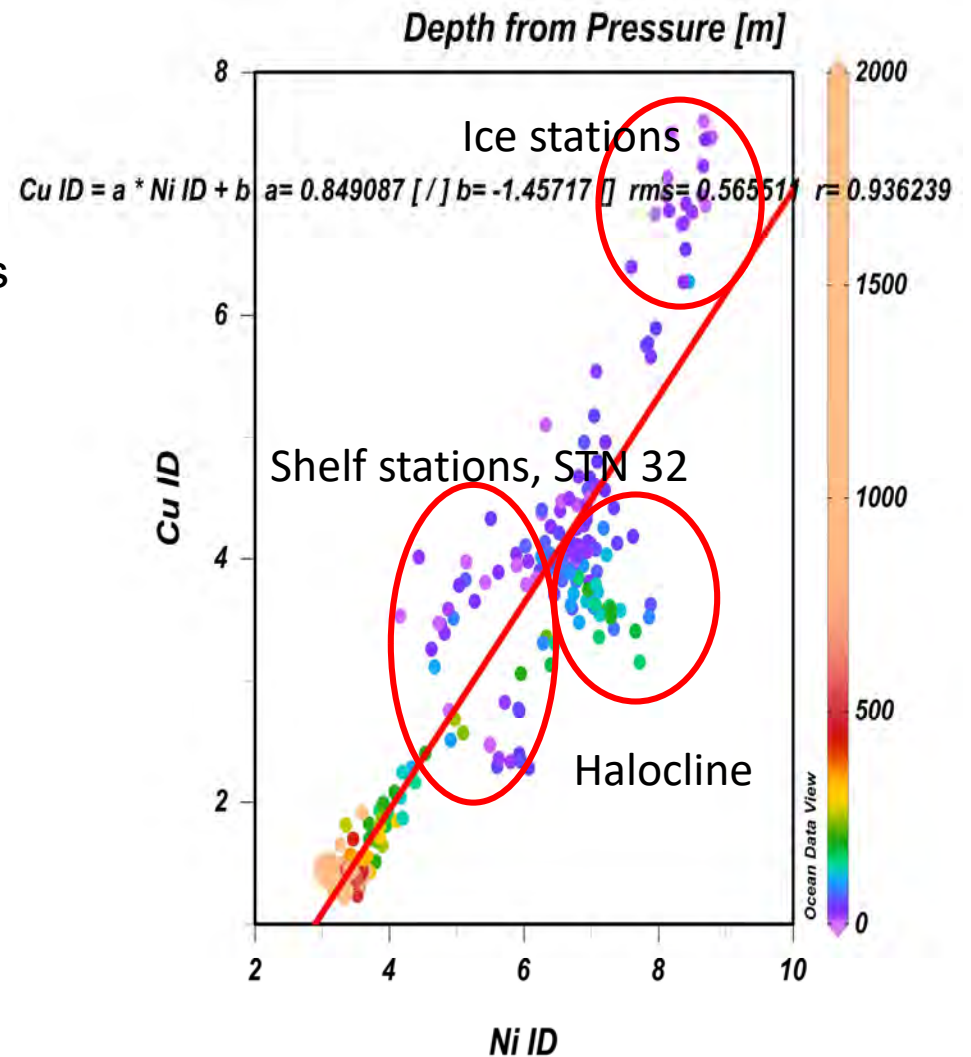 Depth from Pressure [m]
8
2000
Ice stations
Cu ID = a * Ni ID + b a= 0.849087 [ / ] b= -1.45717 [] rms= 0.565511 r= 0.936239
s
1500
6
Cu ID
1000
Shelf stations, STN 32
4
500
Halocline
2
Ocean Data View
0
2 4 6 8 10
Ni ID